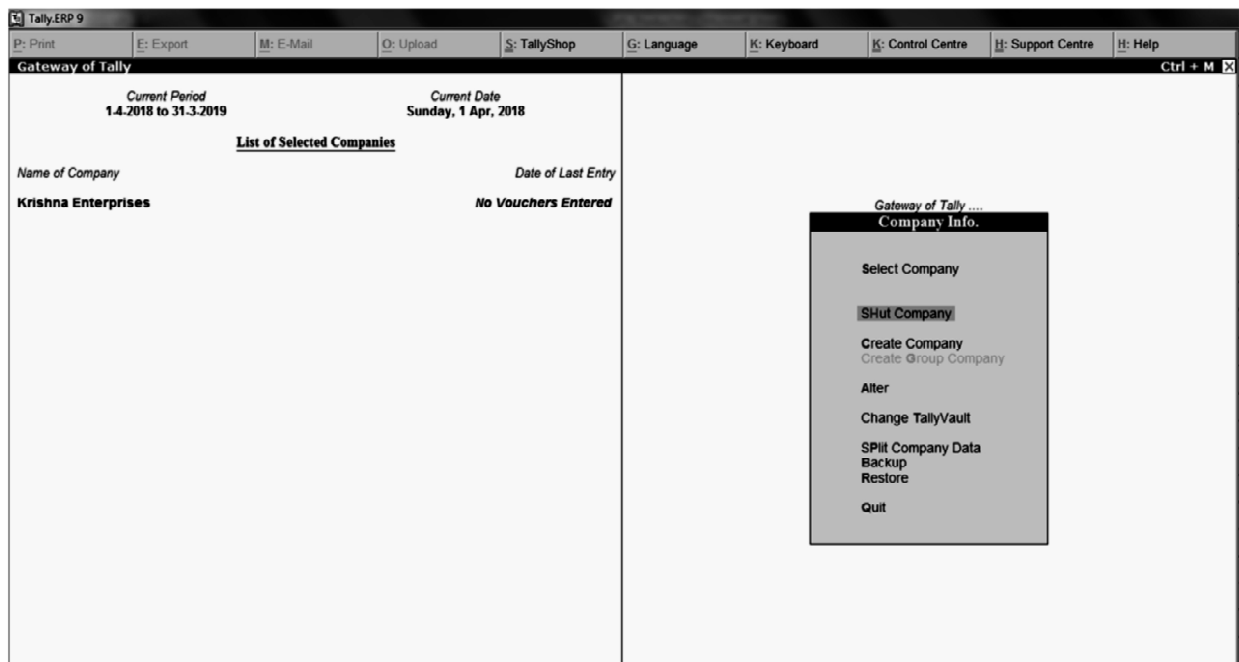 Tally.ERP 9
P: Print E: Export M: E-Mail O: Upload S: TallyShop G: Language K: Keyboard K: Control Centre H: Support Centre H: Help
Gateway of Tally Ctrl + M
Current Period Current Date
1-4-2018 to 31-3-2019 Sunday, 1 Apr, 2018
List of Selected Companies
Name of Company Date of Last Entry
Krishna Enterprises No Vouchers Entered
Gateway of Tally ....
Company Info.
Select Company
SHut Company
Create Company
Create Group Company
Alter
Change TallyVault
SPlit Company Data
Backup
Restore
Quit